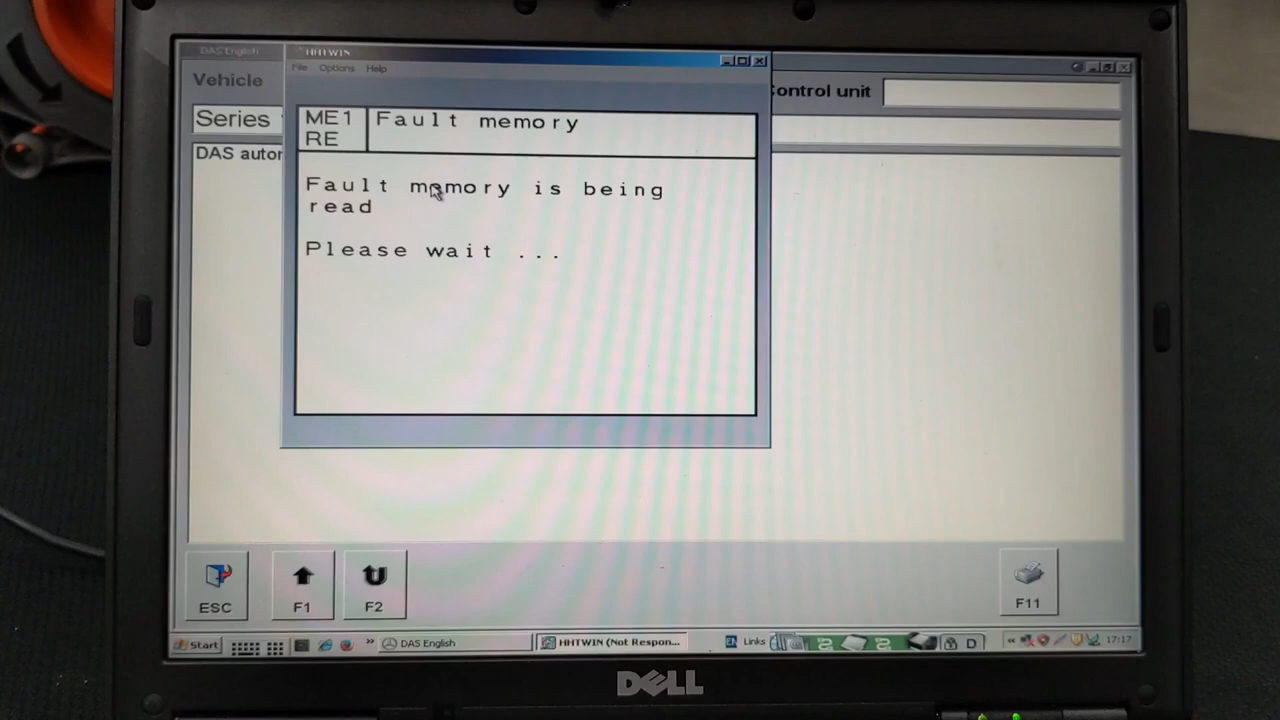 DAS English
HHTWIN
File Options Help
Vehicle
Control unit
Series
ME1
RE
Fault memory
DAS autor
Fault memory is being
read
Please wait ...
ESC
F1
F2
F11
Start
DAS English
HHTWIN (Not Respon...
Links
D
17:17
DELL